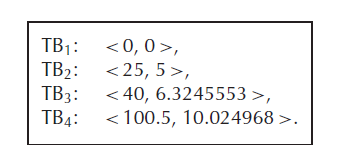 TB₁: < 0, 0 >,
TB₂: < 25, 5 >,
TB₃: < 40, 6.3245553 >,
TB₄: < 100.5, 10.024968 >.